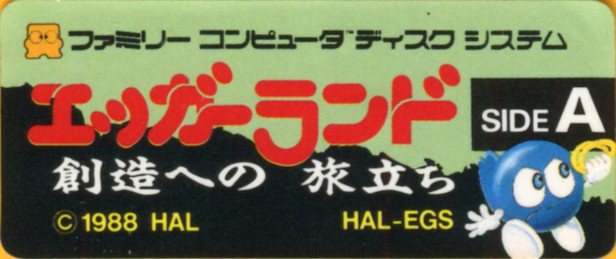 ファミリー コンピュータ™ ディスク システム
エッガーランド
SIDE A
創造への 旅立ち
© 1988 HAL HAL-EGS